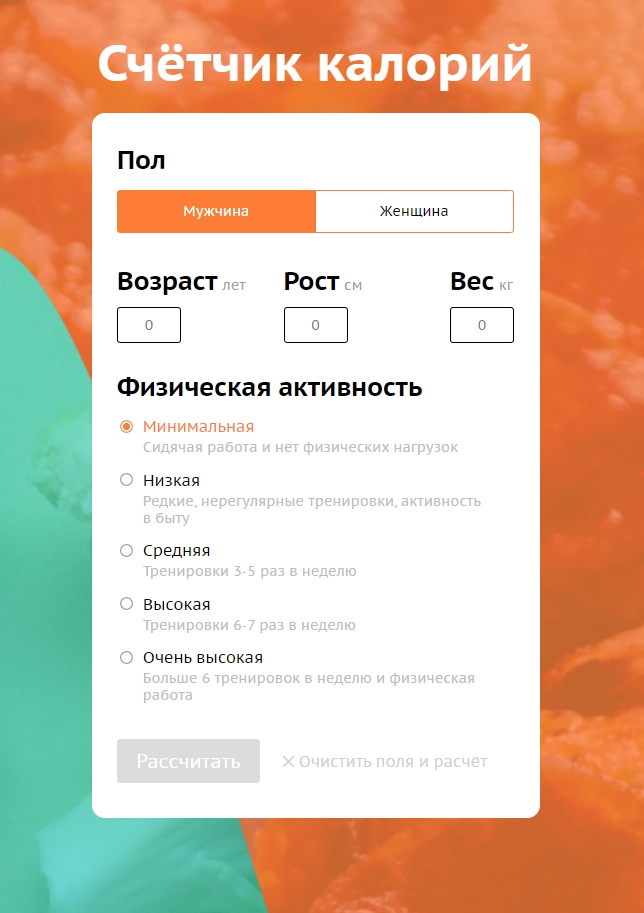 Счётчик калорий
Пол
Мужчина Женщина
Возраст лет Рост см Вес кг
0 0 0
Физическая активность
Минимальная
Сидячая работа и нет физических нагрузок
Низкая
Редкие, нерегулярные тренировки, активность
в быту
Средняя
Тренировки 3-5 раз в неделю
Высокая
Тренировки 6-7 раз в неделю
Очень высокая
Больше 6 тренировок в неделю и физическая
работа
Рассчитать Очистить поля и расчёт